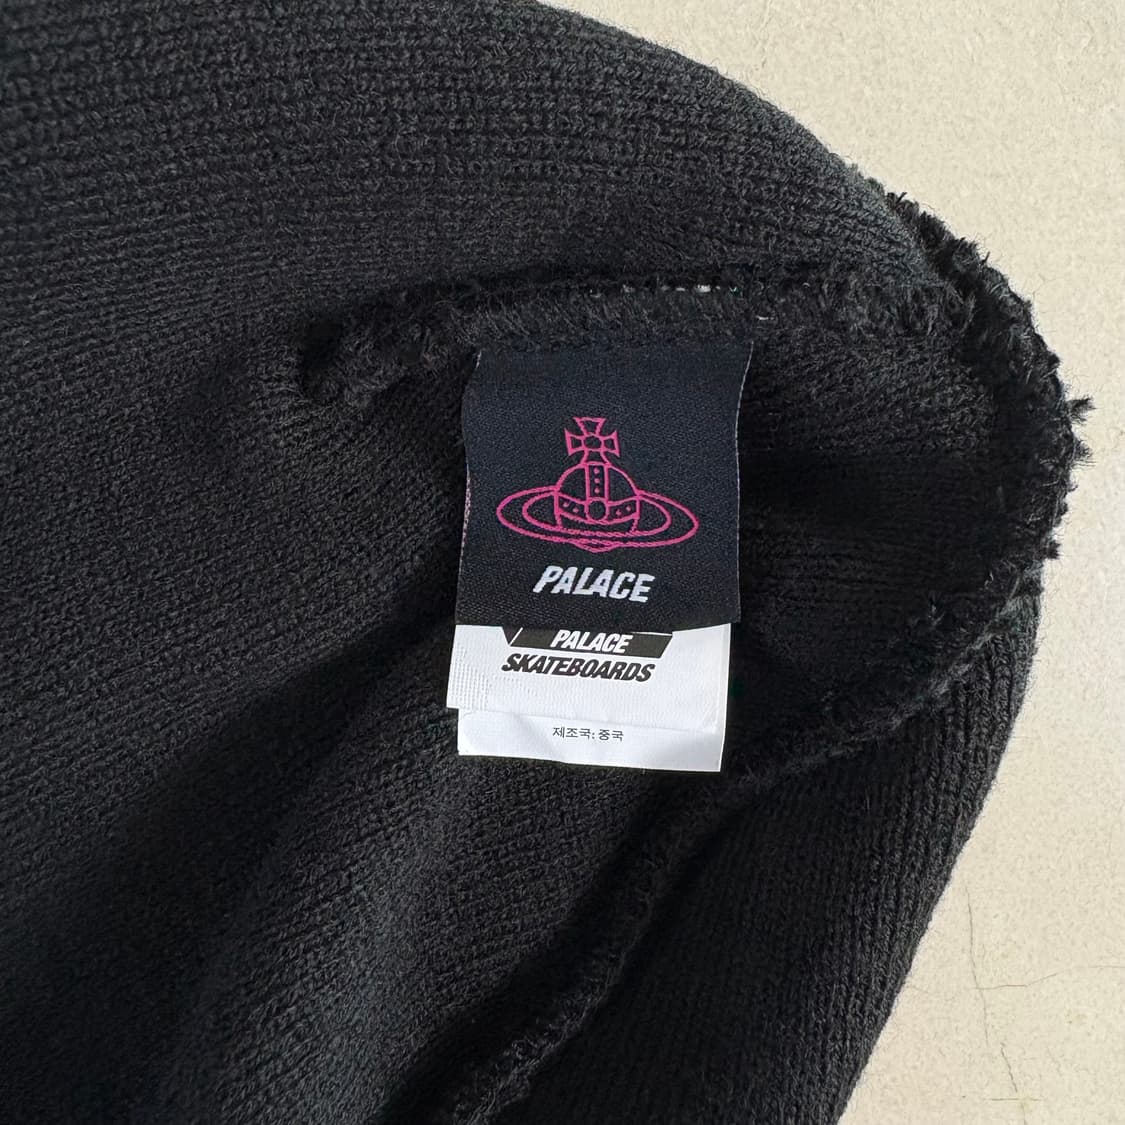 PALACE
PALACE
SKATEBOARDS
제조국: 중국